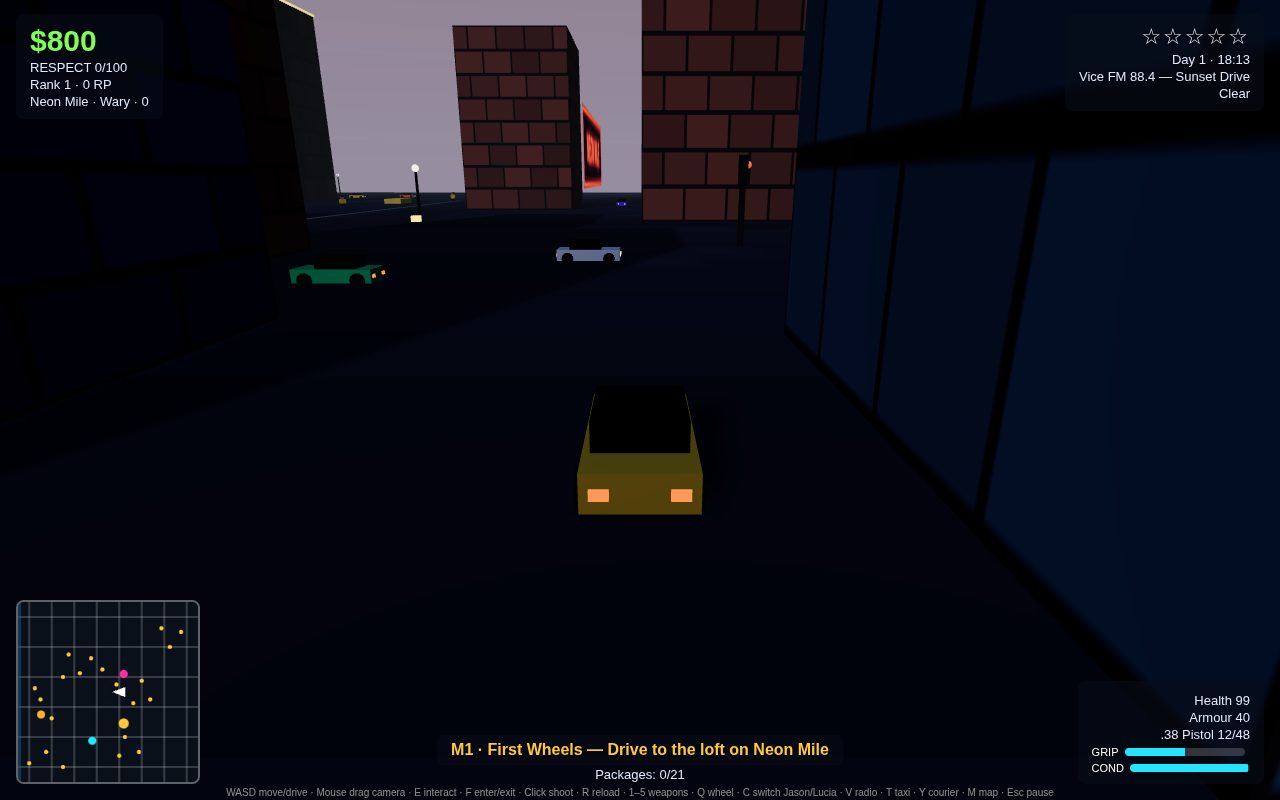 $800
RESPECT 0/100
Rank 1 · 0 RP
Neon Mile · Wary · 0
☆☆☆☆☆
Day 1 · 18:13
Vice FM 88.4 — Sunset Drive
Clear
Health 99
Armour 40
.38 Pistol 12/48
GRIP
COND
M1 · First Wheels — Drive to the loft on Neon Mile
Packages: 0/21
WASD move/drive · Mouse drag camera · E interact · F enter/exit · Click shoot · R reload · 1–5 weapons · Q wheel · C switch Jason/Lucia · V radio · T taxi · Y courier · M map · Esc pause